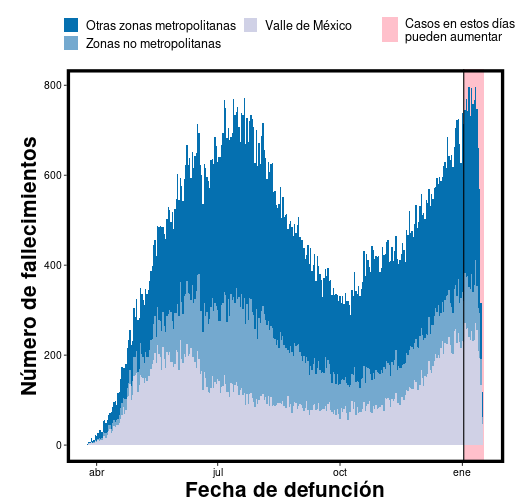 Otras zonas metropolitanas
Valle de México
Casos en estos días
pueden aumentar
Zonas no metropolitanas
Número de fallecimientos
800
600
400
200
0
abr
jul
oct
ene
Fecha de defunción